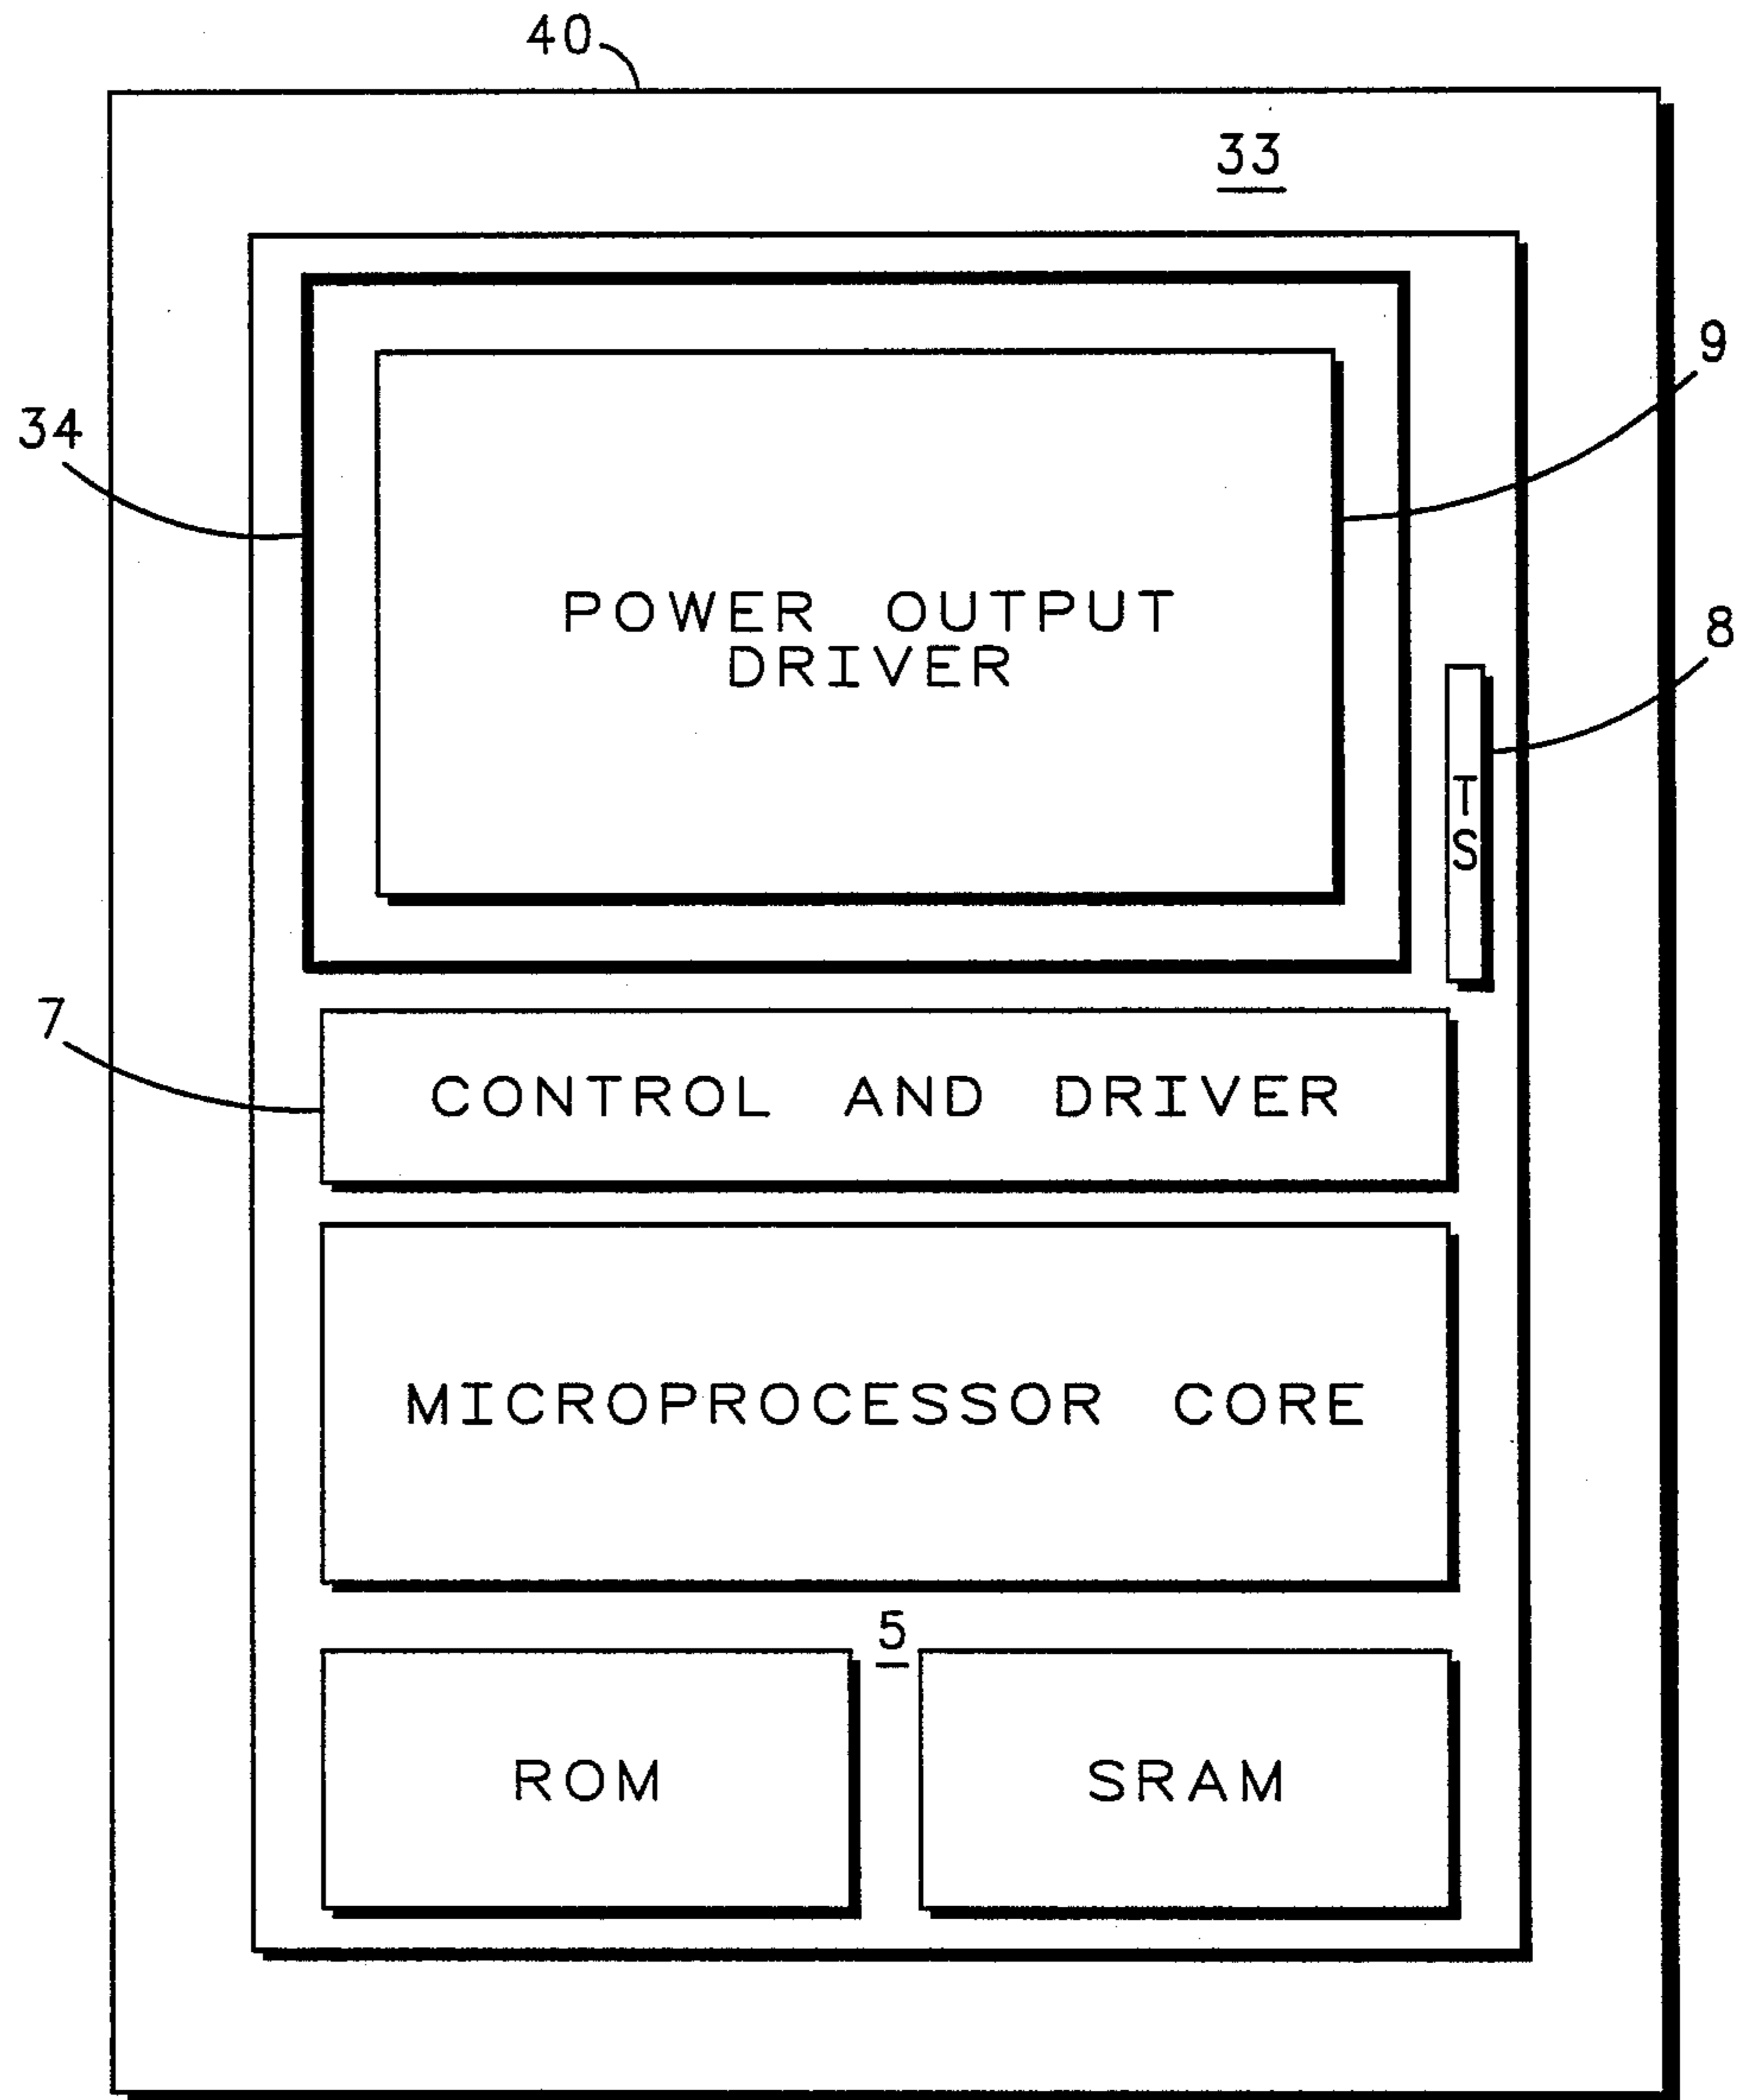 40
33
9
34
POWER OUTPUT
DRIVER
8
T
S
7
CONTROL AND DRIVER
MICROPROCESSOR CORE
5
ROM
SRAM